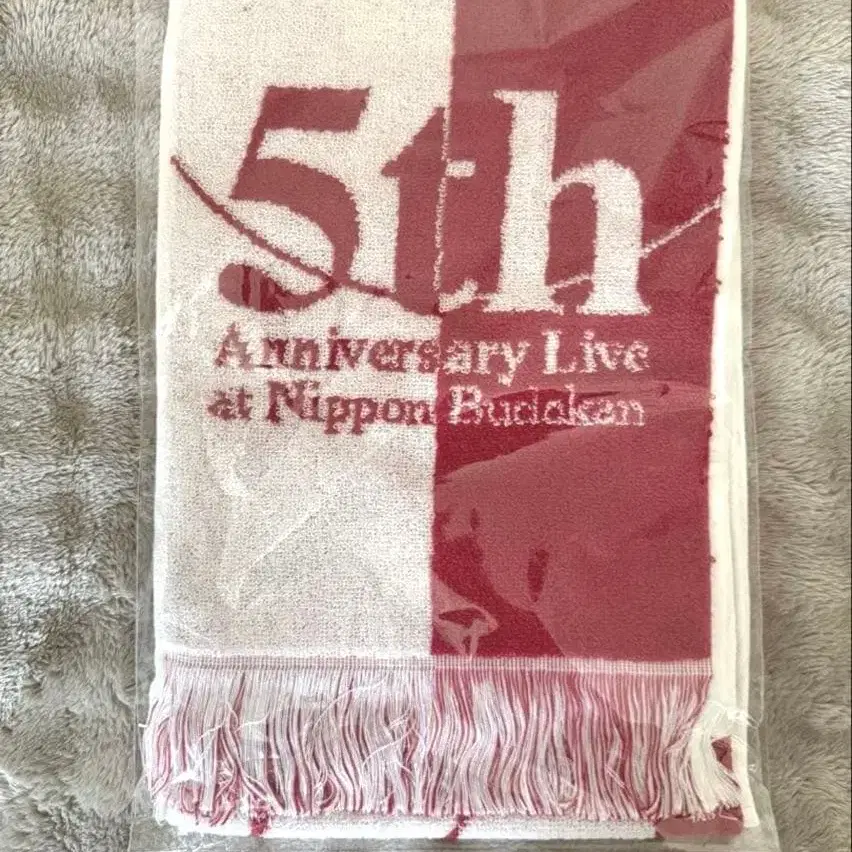 5th
Anniversary Live
at Nippon Budokan